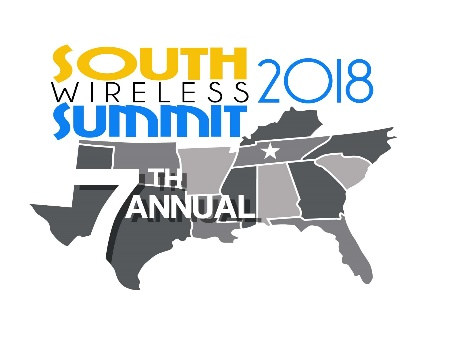 SOUTH
WIRELESS
SUMMIT
2018
7TH
ANNUAL